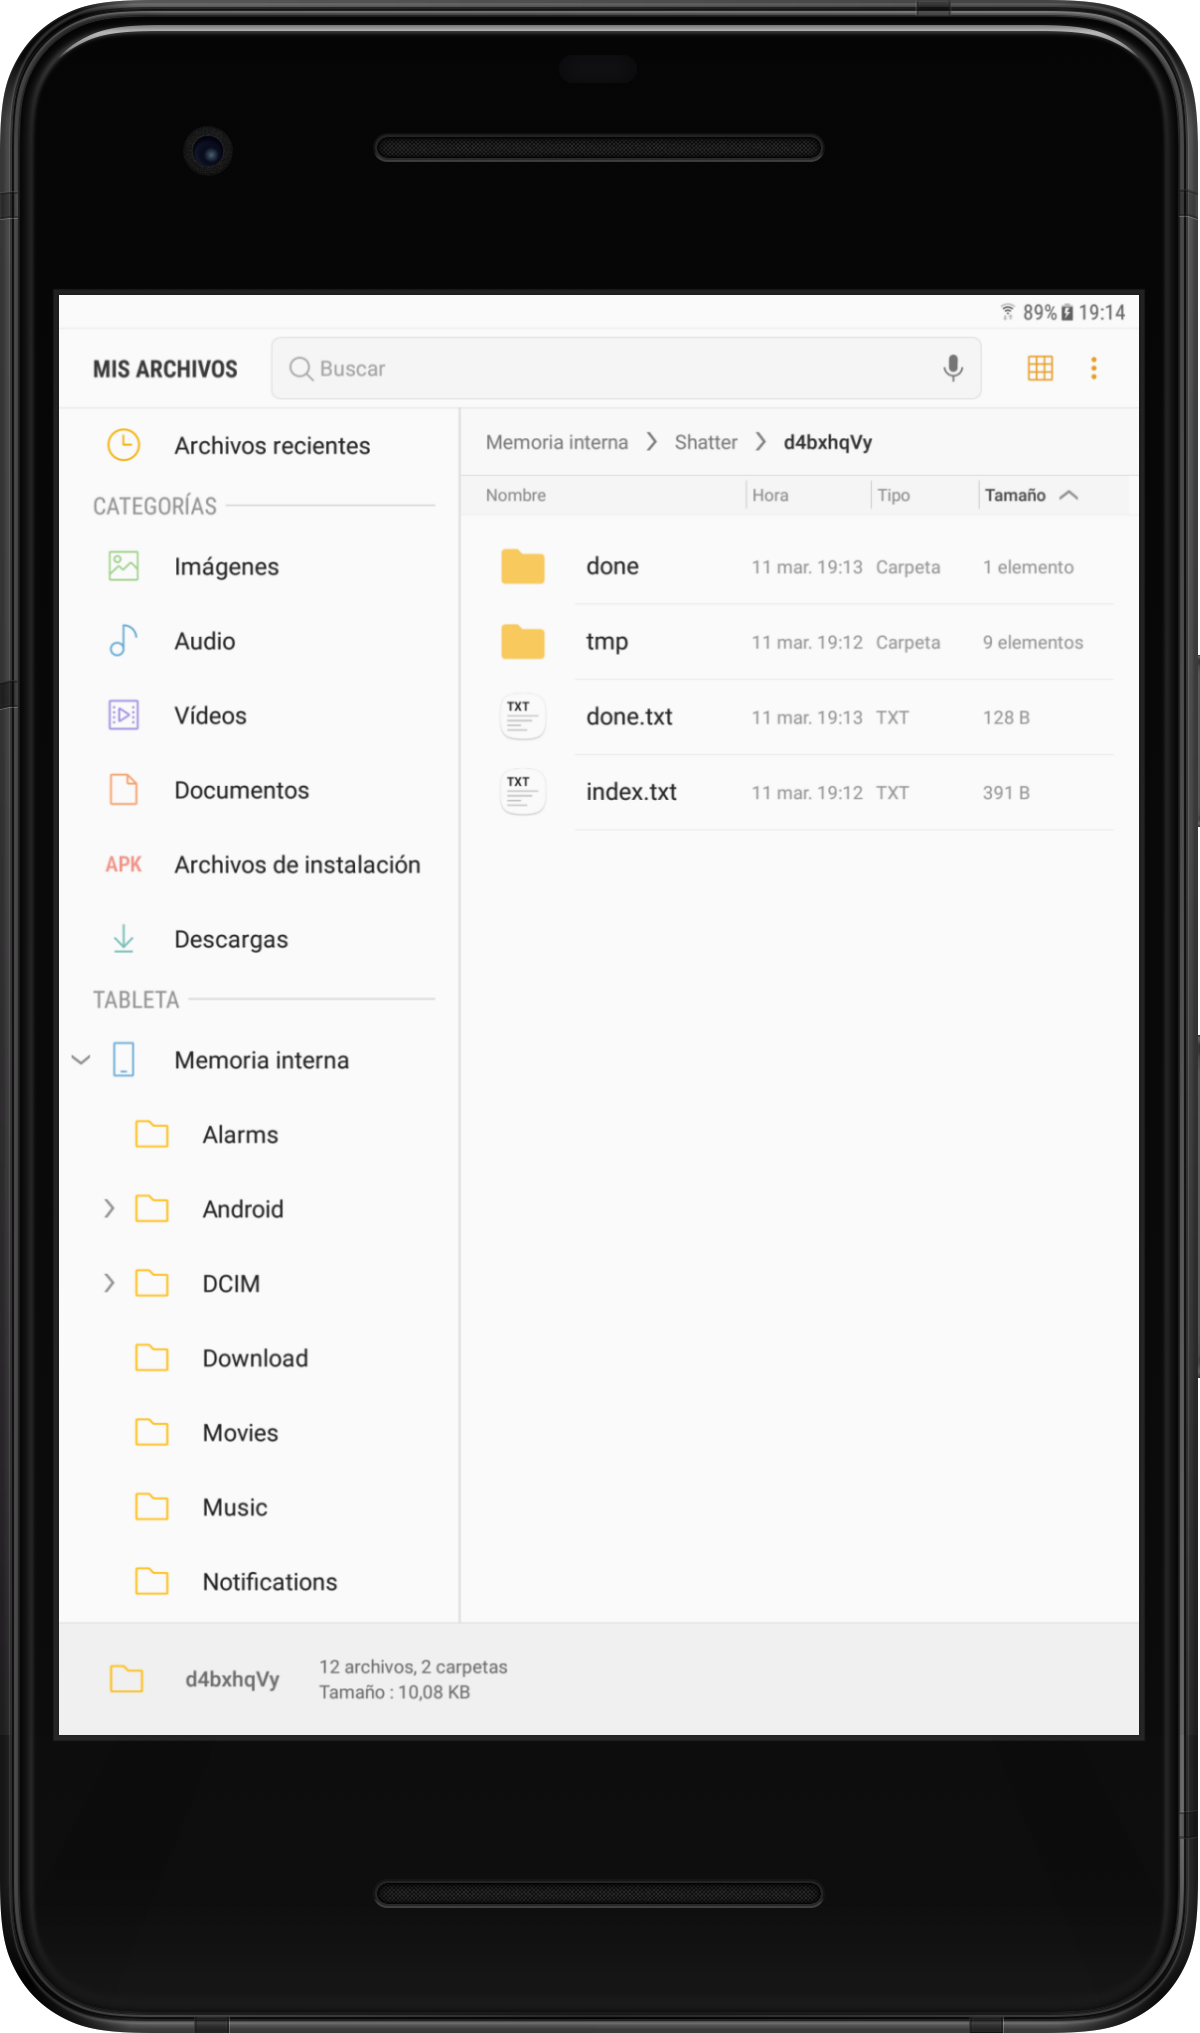 89% 19:14
MIS ARCHIVOS
Buscar
Archivos recientes
CATEGORÍAS
Imágenes
Audio
Vídeos
Documentos
APK Archivos de instalación
Descargas
TABLETA
Memoria interna
Alarms
Android
DCIM
Download
Movies
Music
Notifications
Memoria interna > Shatter > d4bxhqVy
Nombre Hora Tipo Tamaño
done 11 mar. 19:13 Carpeta 1 elemento
tmp 11 mar. 19:12 Carpeta 9 elementos
TXT done.txt 11 mar. 19:13 TXT 128 B
TXT index.txt 11 mar. 19:12 TXT 391 B
d4bxhqVy
12 archivos, 2 carpetas
Tamaño : 10,08 KB